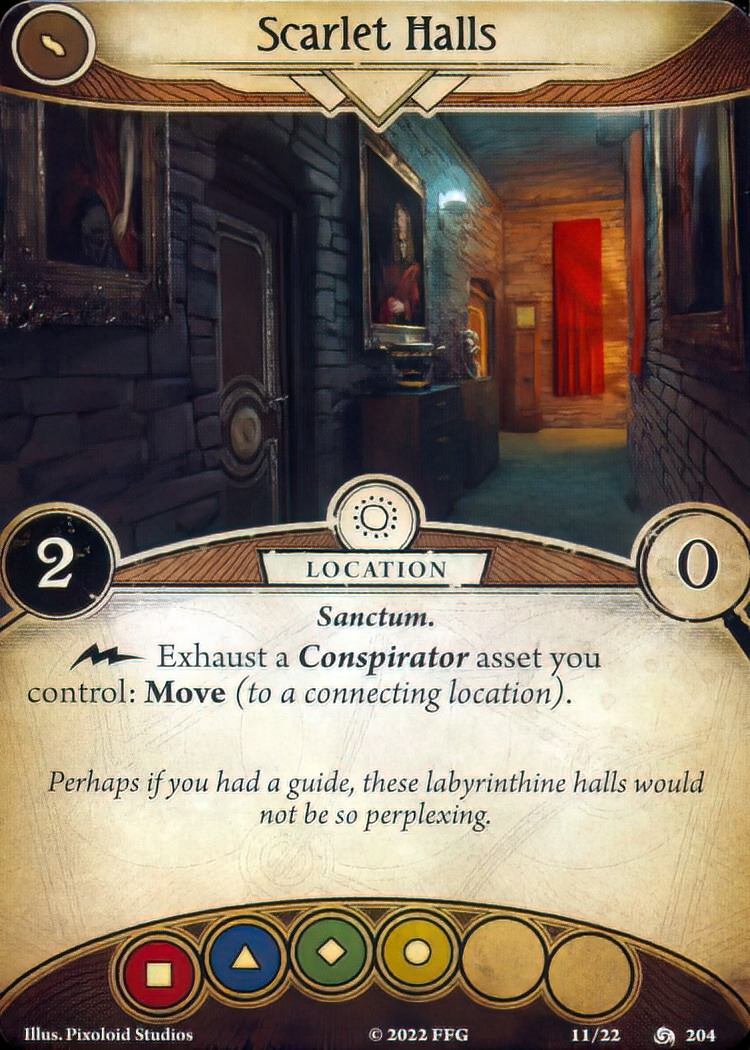 Scarlet Halls
2
LOCATION
0
Sanctum.
Exhaust a Conspirator asset you
control: Move (to a connecting location).
Perhaps if you had a guide, these labyrinthine halls would
not be so perplexing.
Illus. Pixoloid Studios
© 2022 FFG
11/22
204